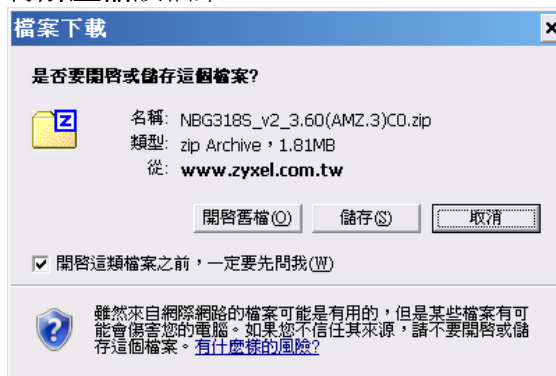 檔案下載
是否要開啓或儲存這個檔案?
名稱: NBG318S_v2_3.60(AMZ.3)C0.zip
類型: zip Archive，1.81MB
從: www.zyxel.com.tw
開啓舊檔(O) 儲存(S) 取消
開啓這類檔案之前，一定要先問我(W)
雖然來自網際網路的檔案可能是有用的，但是某些檔案有可
能會傷害您的電腦。如果您不信任其來源，請不要開啓或儲
存這個檔案。有什麼樣的風險?